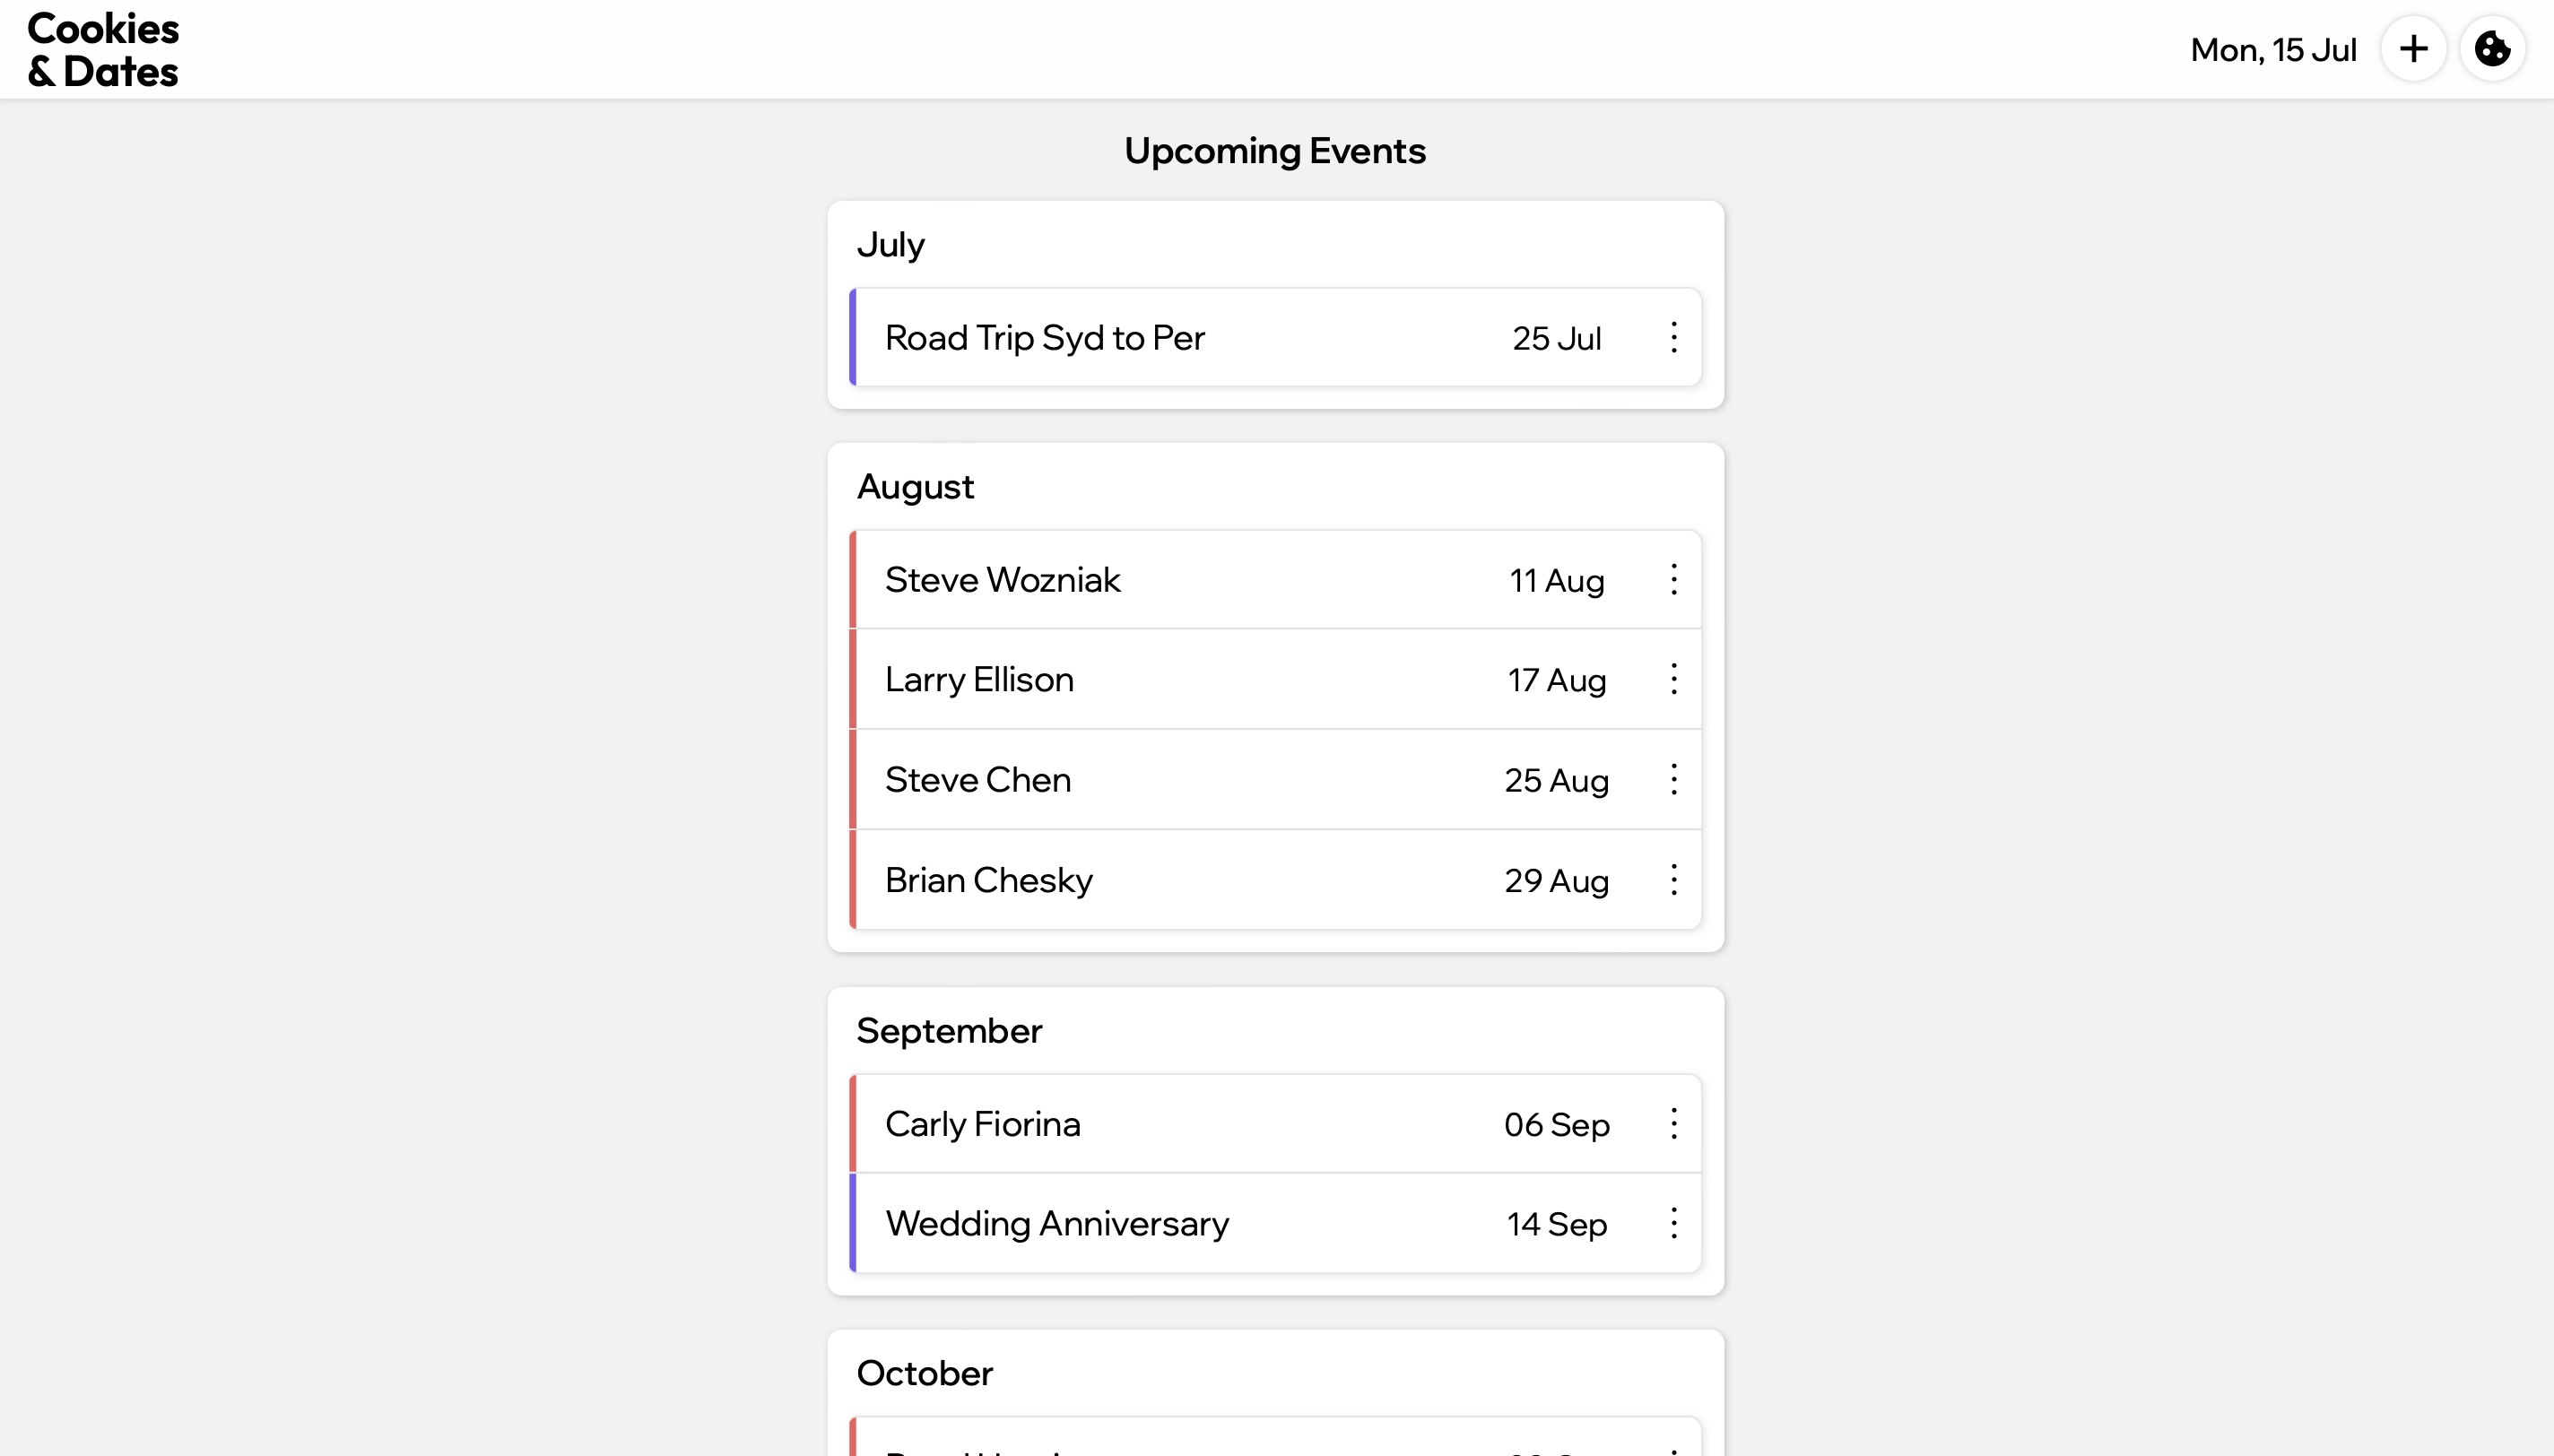 Cookies
& Dates
Mon, 15 Jul
Upcoming Events
July
Road Trip Syd to Per 25 Jul
August
Steve Wozniak 11 Aug
Larry Ellison 17 Aug
Steve Chen 25 Aug
Brian Chesky 29 Aug
September
Carly Fiorina 06 Sep
Wedding Anniversary 14 Sep
October